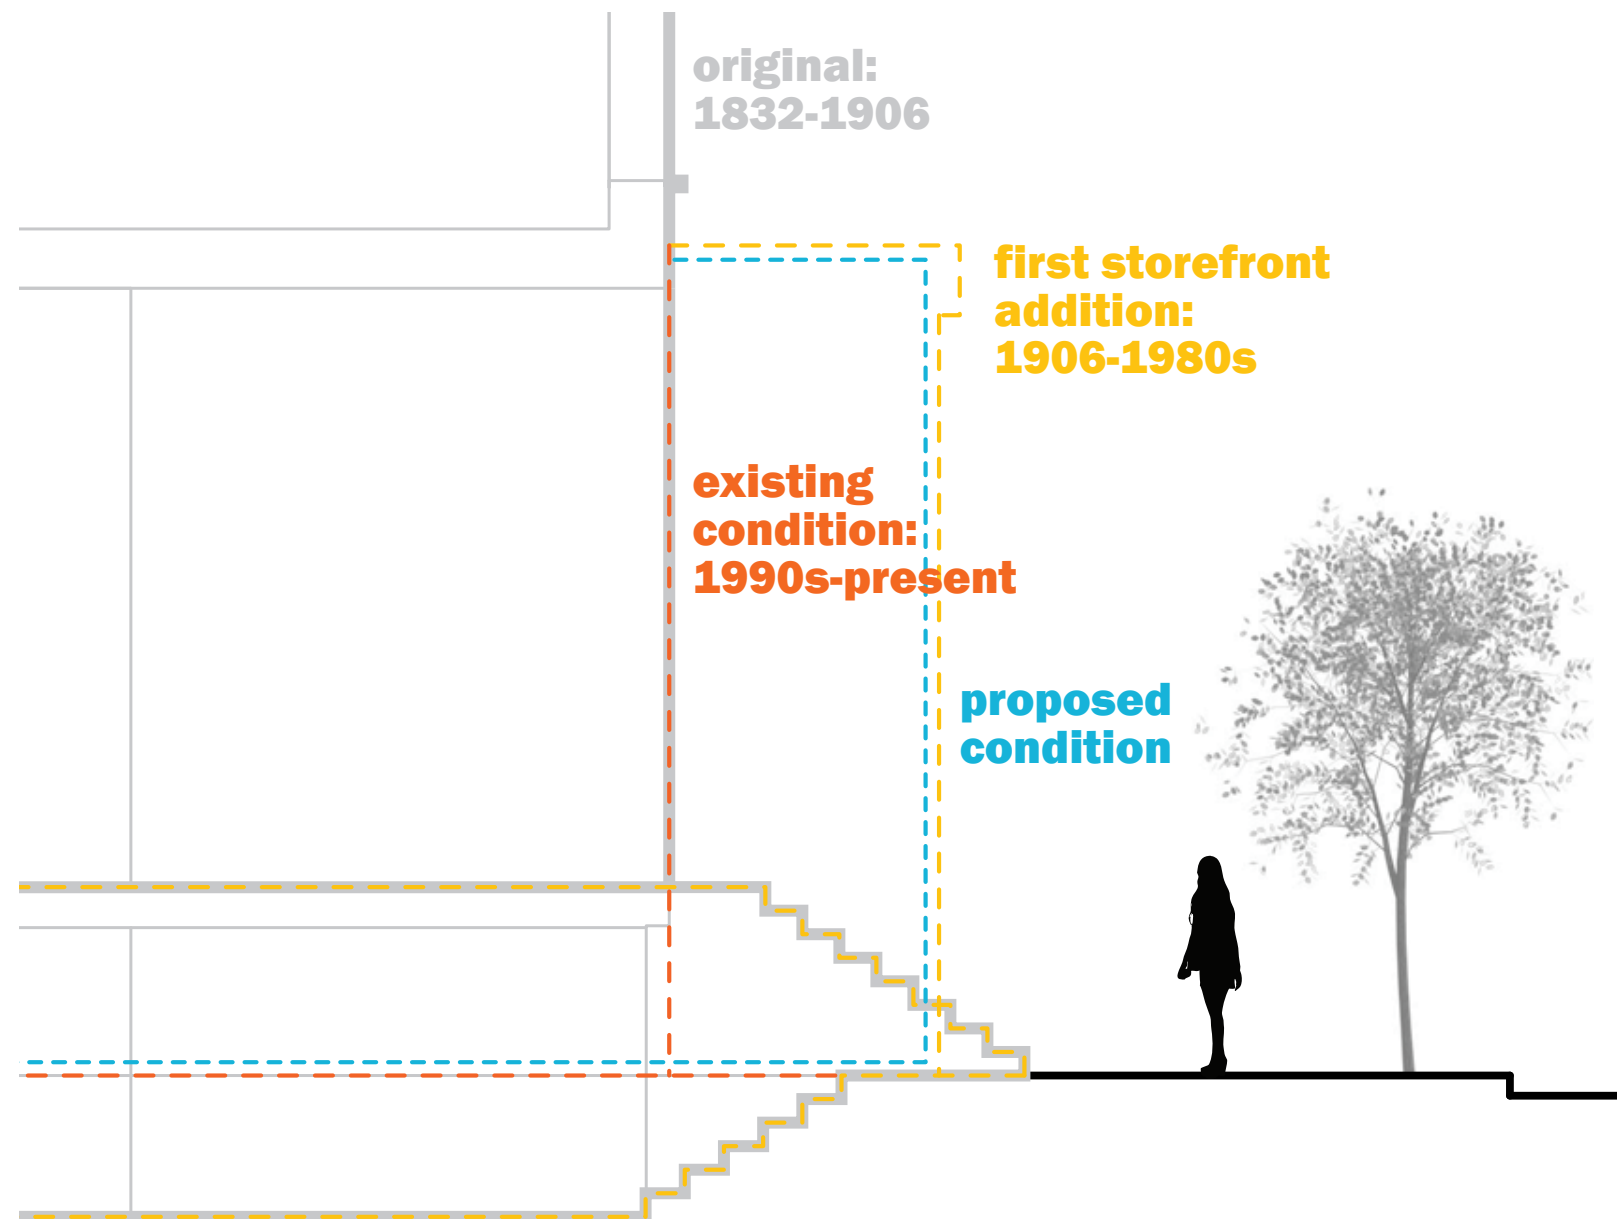 original:
1832-1906
first storefront
addition:
1906-1980s
existing
condition:
1990s-present
proposed
condition